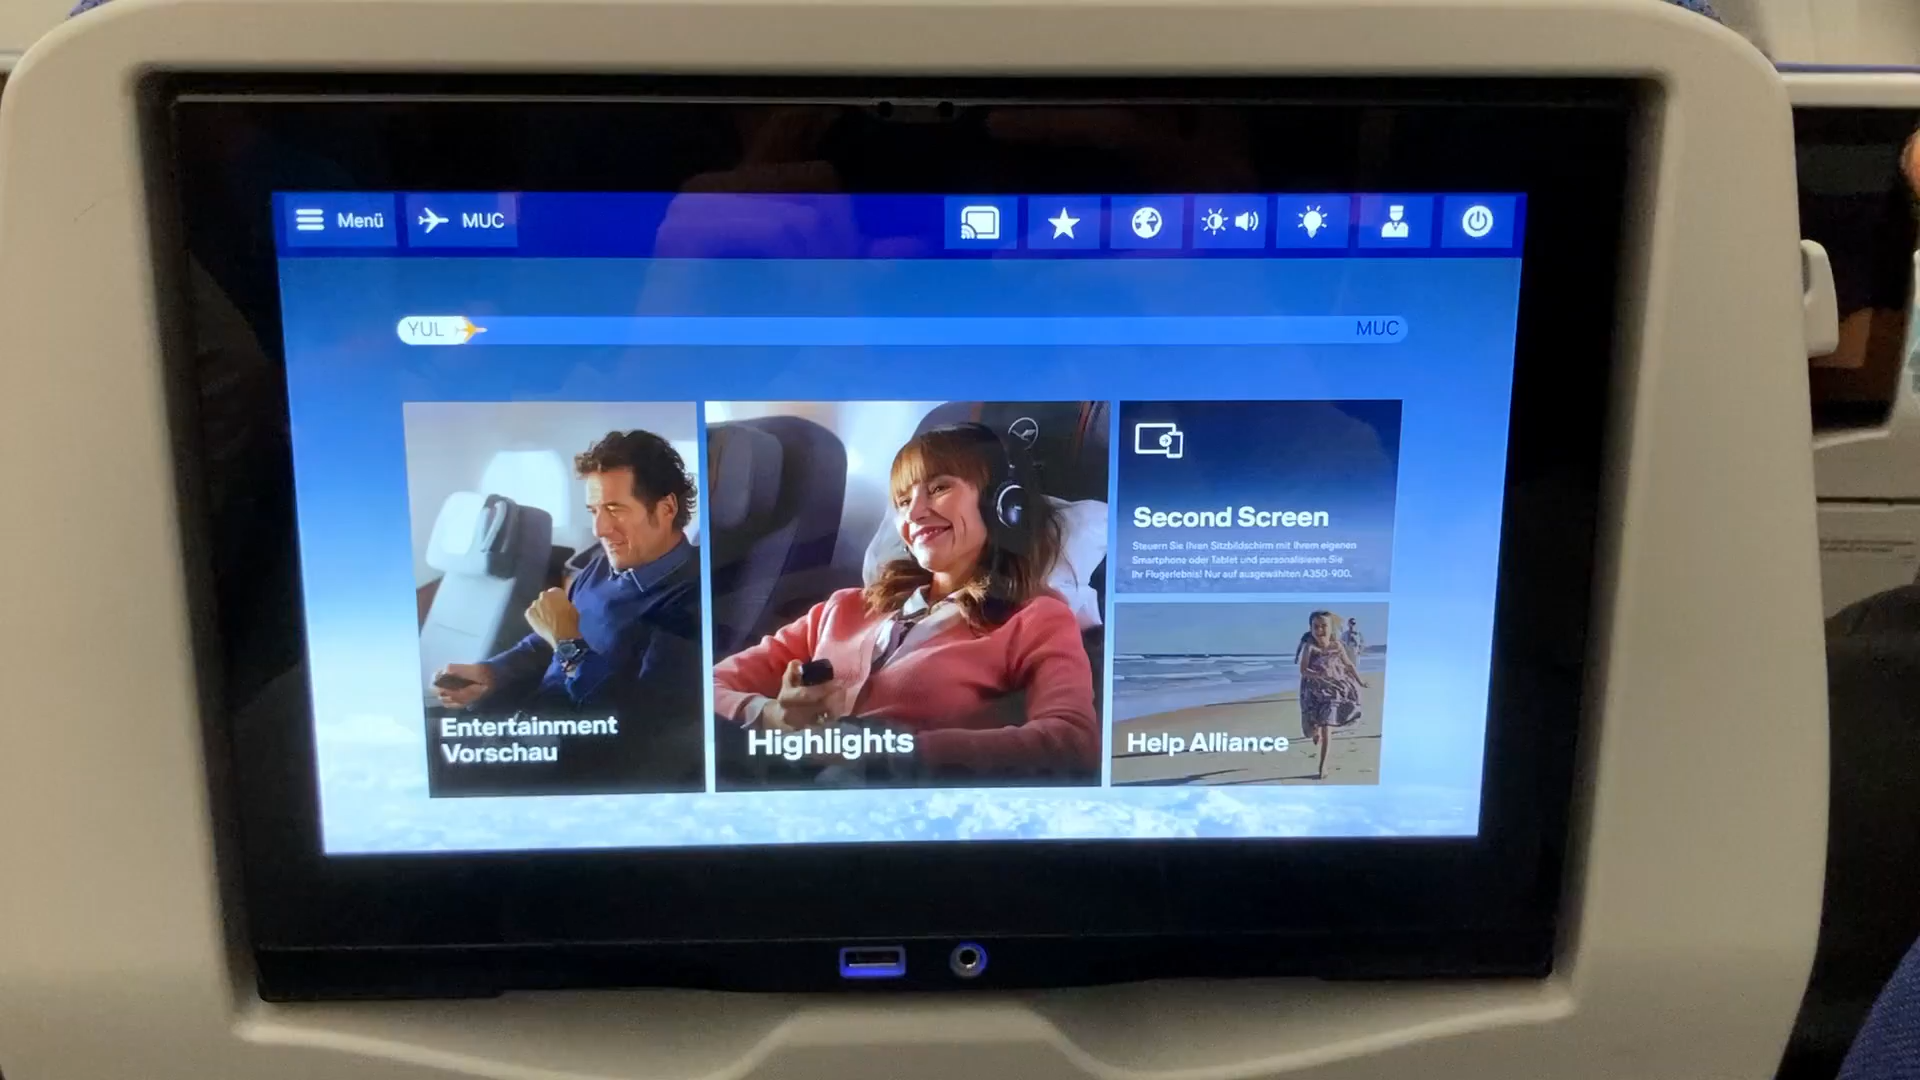 Menü
MUC
YUL
MUC
Entertainment
Vorschau
Highlights
Second Screen
Steuern Sie Ihren Sitzbildschirm mit Ihrem eigenen
Smartphone oder Tablet und personalisieren Sie
Ihr Flugerlebnis! Nur auf ausgewählten A350-900.
Help Alliance